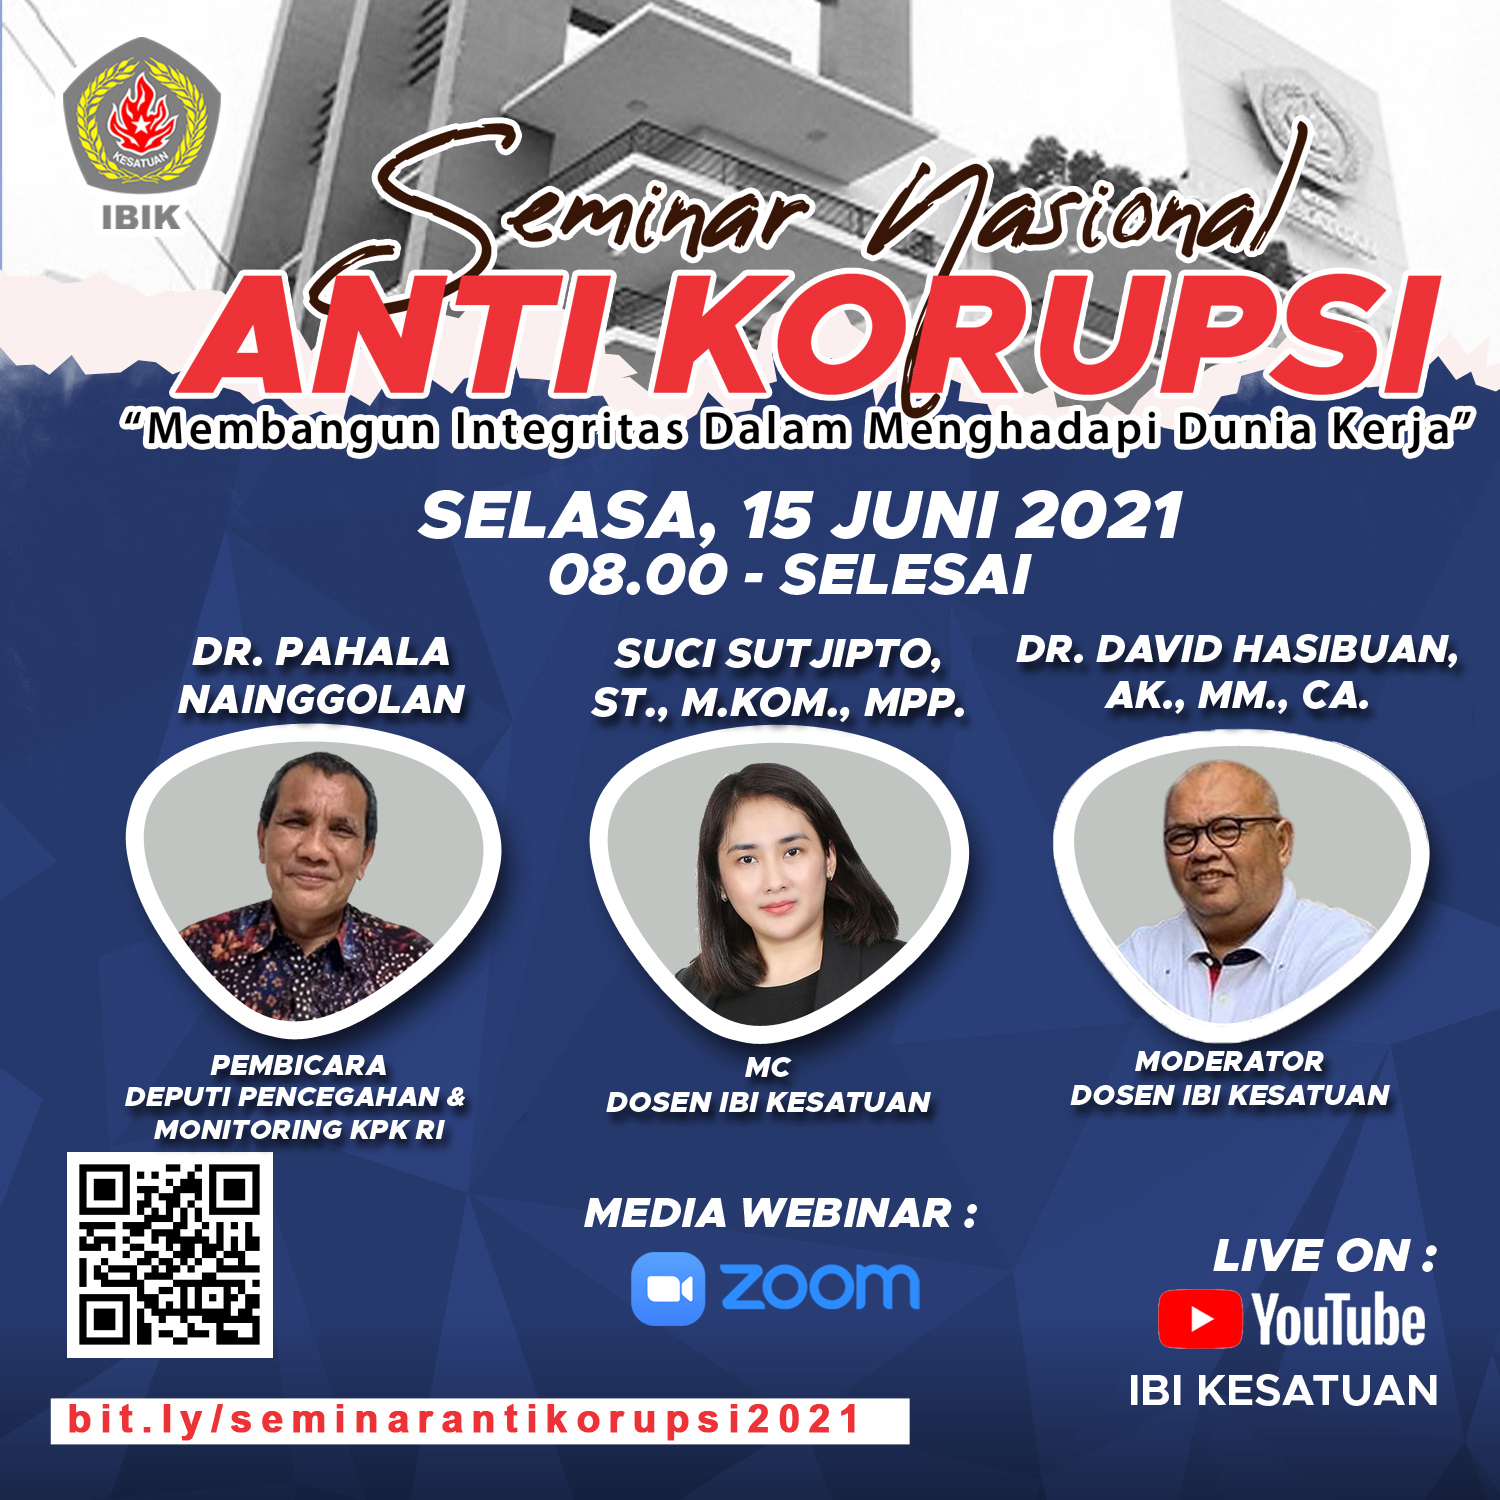 KESATUAN
IBIK
Seminar Nasional
ANTI KORUPSI
“Membangun Integritas Dalam Menghadapi Dunia Kerja”
SELASA, 15 JUNI 2021
08.00 - SELESAI
DR. PAHALA
NAINGGOLAN
PEMBICARA
DEPUTI PENCEGAHAN &
MONITORING KPK RI
SUCI SUTJIPTO,
ST., M.KOM., MPP.
MC
DOSEN IBI KESATUAN
DR. DAVID HASIBUAN,
AK., MM., CA.
MODERATOR
DOSEN IBI KESATUAN
MEDIA WEBINAR :
zoom
LIVE ON :
YouTube
IBI KESATUAN
bit.ly/seminarantikorupsi2021